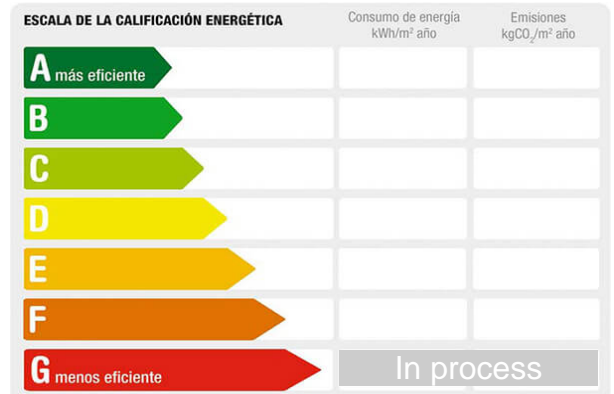 ESCALA DE LA CALIFICACIÓN ENERGÉTICA
Consumo de energía
kWh/m² año
Emisiones
kgCO₂/m² año
A más eficiente
B
C
D
E
F
G menos eficiente
In process